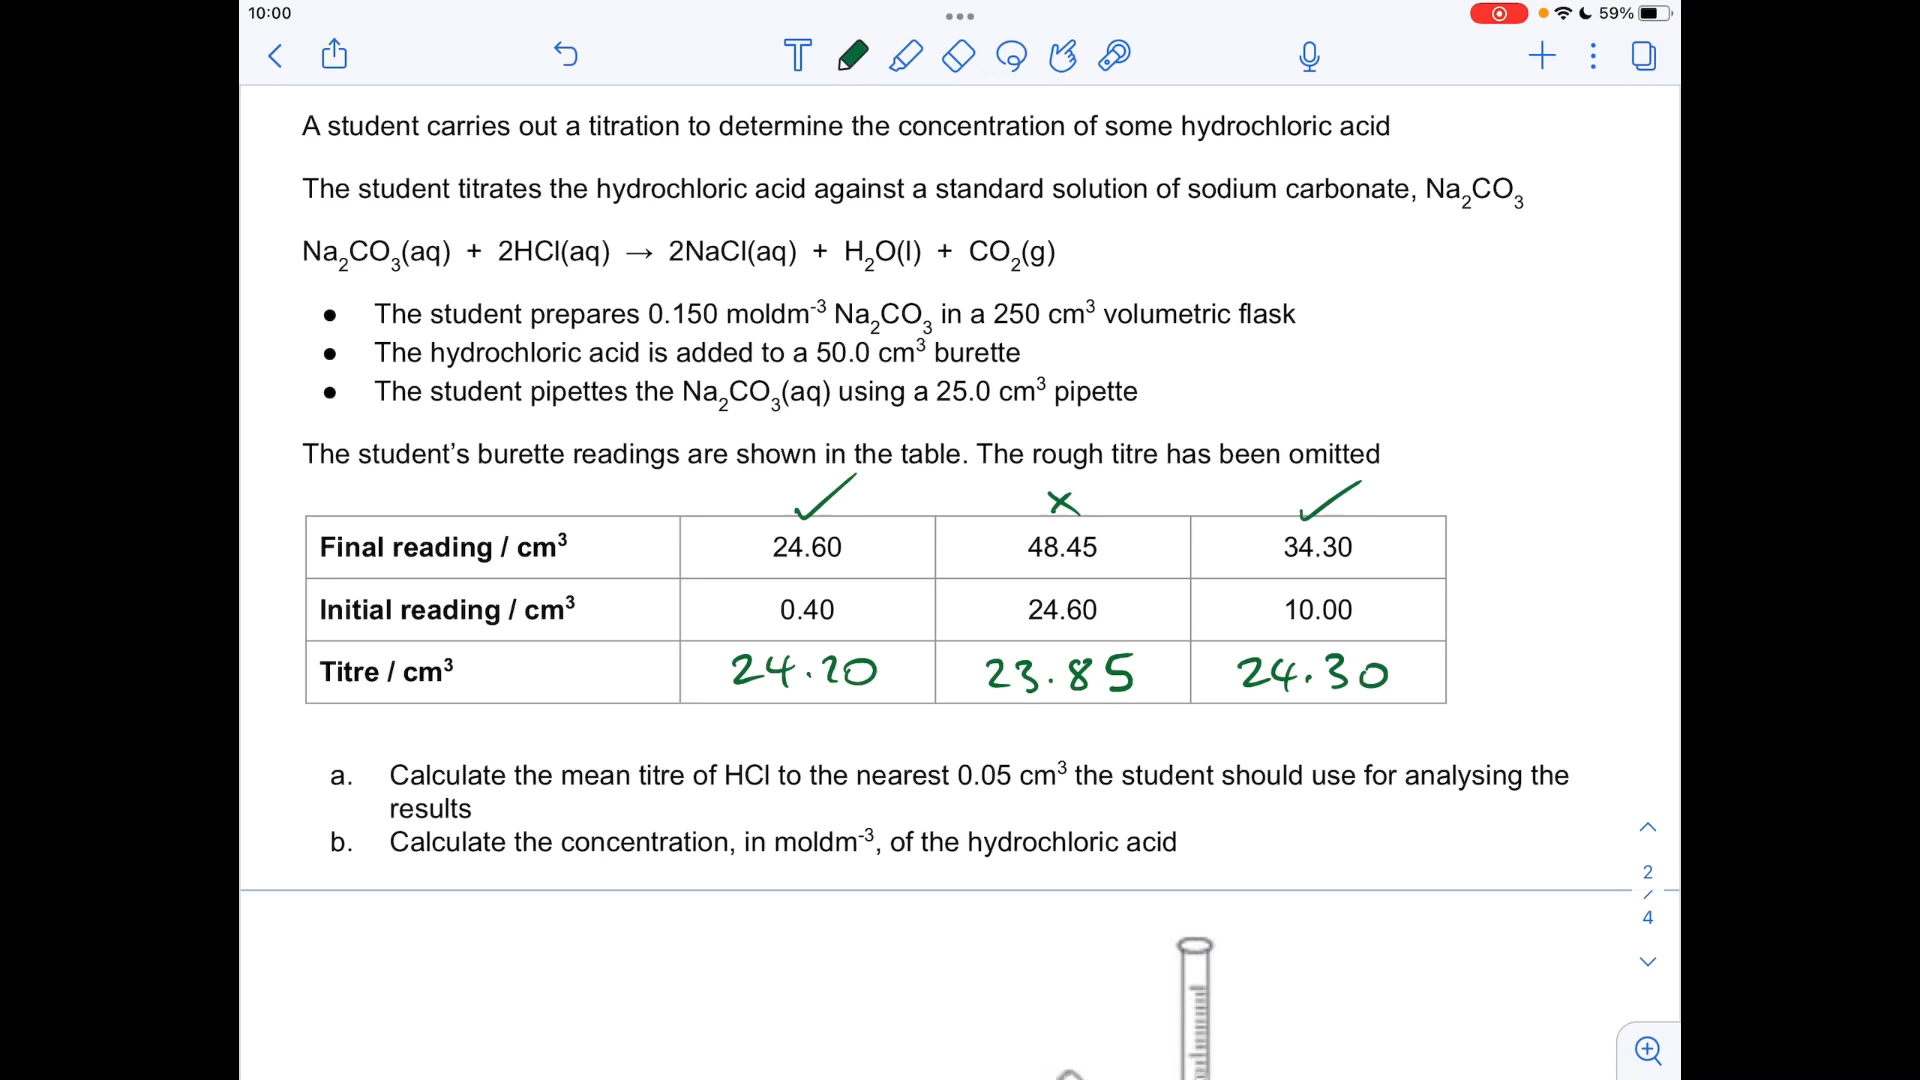 10:00
59%
A student carries out a titration to determine the concentration of some hydrochloric acid
The student titrates the hydrochloric acid against a standard solution of sodium carbonate, Na₂CO₃
Na₂CO₃(aq) + 2HCl(aq) → 2NaCl(aq) + H₂O(l) + CO₂(g)
● The student prepares 0.150 moldm⁻³ Na₂CO₃ in a 250 cm³ volumetric flask
● The hydrochloric acid is added to a 50.0 cm³ burette
● The student pipettes the Na₂CO₃(aq) using a 25.0 cm³ pipette
The student’s burette readings are shown in the table. The rough titre has been omitted
✓ × ✓
Final reading / cm³ 24.60 48.45 34.30
Initial reading / cm³ 0.40 24.60 10.00
Titre / cm³ 24.20 23.85 24.30
a. Calculate the mean titre of HCl to the nearest 0.05 cm³ the student should use for analysing the
results
b. Calculate the concentration, in moldm⁻³, of the hydrochloric acid
2
/
4